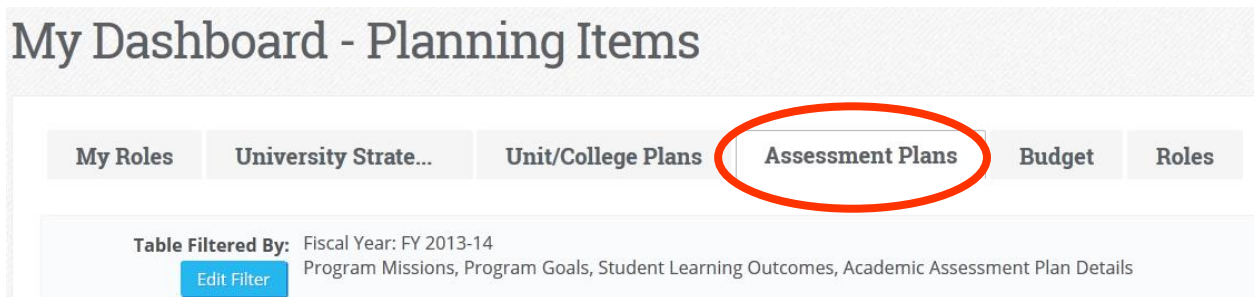 My Dashboard - Planning Items
My Roles University Strate... Unit/College Plans Assessment Plans Budget Roles
Table Filtered By: Fiscal Year: FY 2013-14
Edit Filter Program Missions, Program Goals, Student Learning Outcomes, Academic Assessment Plan Details